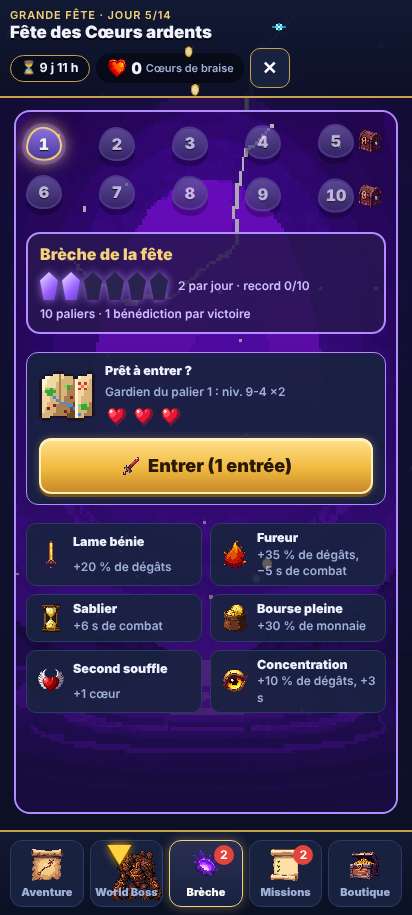 GRANDE FÊTE · JOUR 5/14
Fête des Cœurs ardents
9 j 11 h
0 Cœurs de braise
✕
1 2 3 4 5
6 7 8 9 10
Brèche de la fête
2 par jour · record 0/10
10 paliers · 1 bénédiction par victoire
Prêt à entrer ?
Gardien du palier 1 : niv. 9-4 ×2
Entrer (1 entrée)
Lame bénie
+20 % de dégâts
Fureur
+35 % de dégâts,
−5 s de combat
Sablier
+6 s de combat
Bourse pleine
+30 % de monnaie
Second souffle
+1 cœur
Concentration
+10 % de dégâts, +3
s
2 2
Aventure World Boss Brèche Missions Boutique